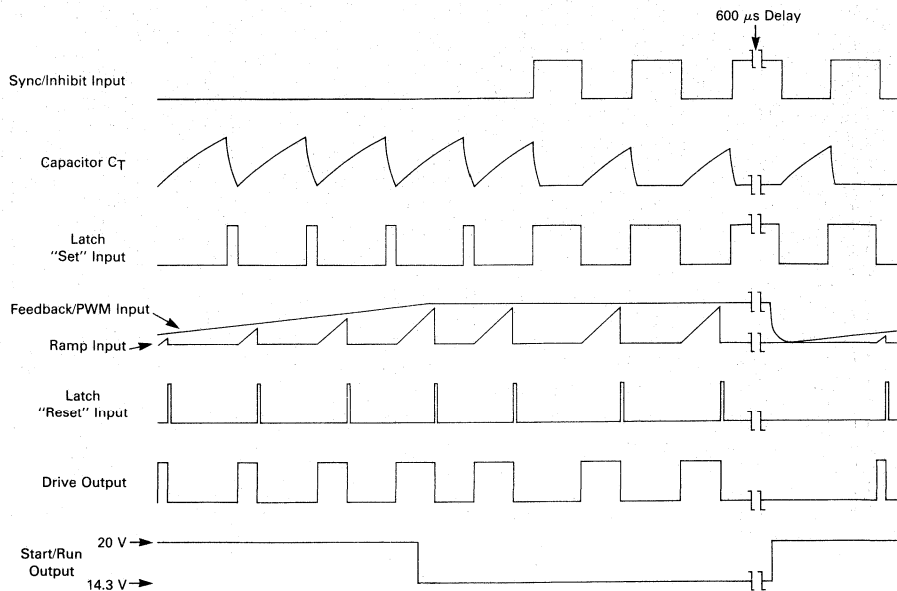 600 μs Delay
Sync/Inhibit Input
Capacitor CT
Latch
"Set" Input
Feedback/PWM Input
Ramp Input
Latch
"Reset" Input
Drive Output
20 V
Start/Run
Output
14.3 V